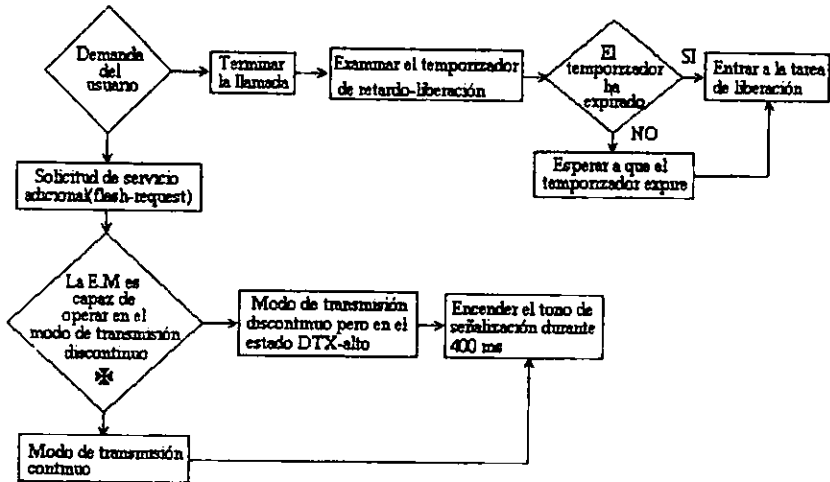 Demanda
del
usuario
Terminar
la llamada
Examinar el temporizador
de retardo-liberación
El
temporizador
ha
expirado
SI
Entrar a la tarea
de liberación
NO
Esperar a que el
temporizador expire
Solicitud de servicio
adicional(flash-request)
La E.M es
capaz de
operar en el
modo de transmisión
discontinuo
Modo de transmisión
discontinuo pero en el
estado DTX-alto
Encender el tono de
señalización durante
400 ms
Modo de transmisión
continuo